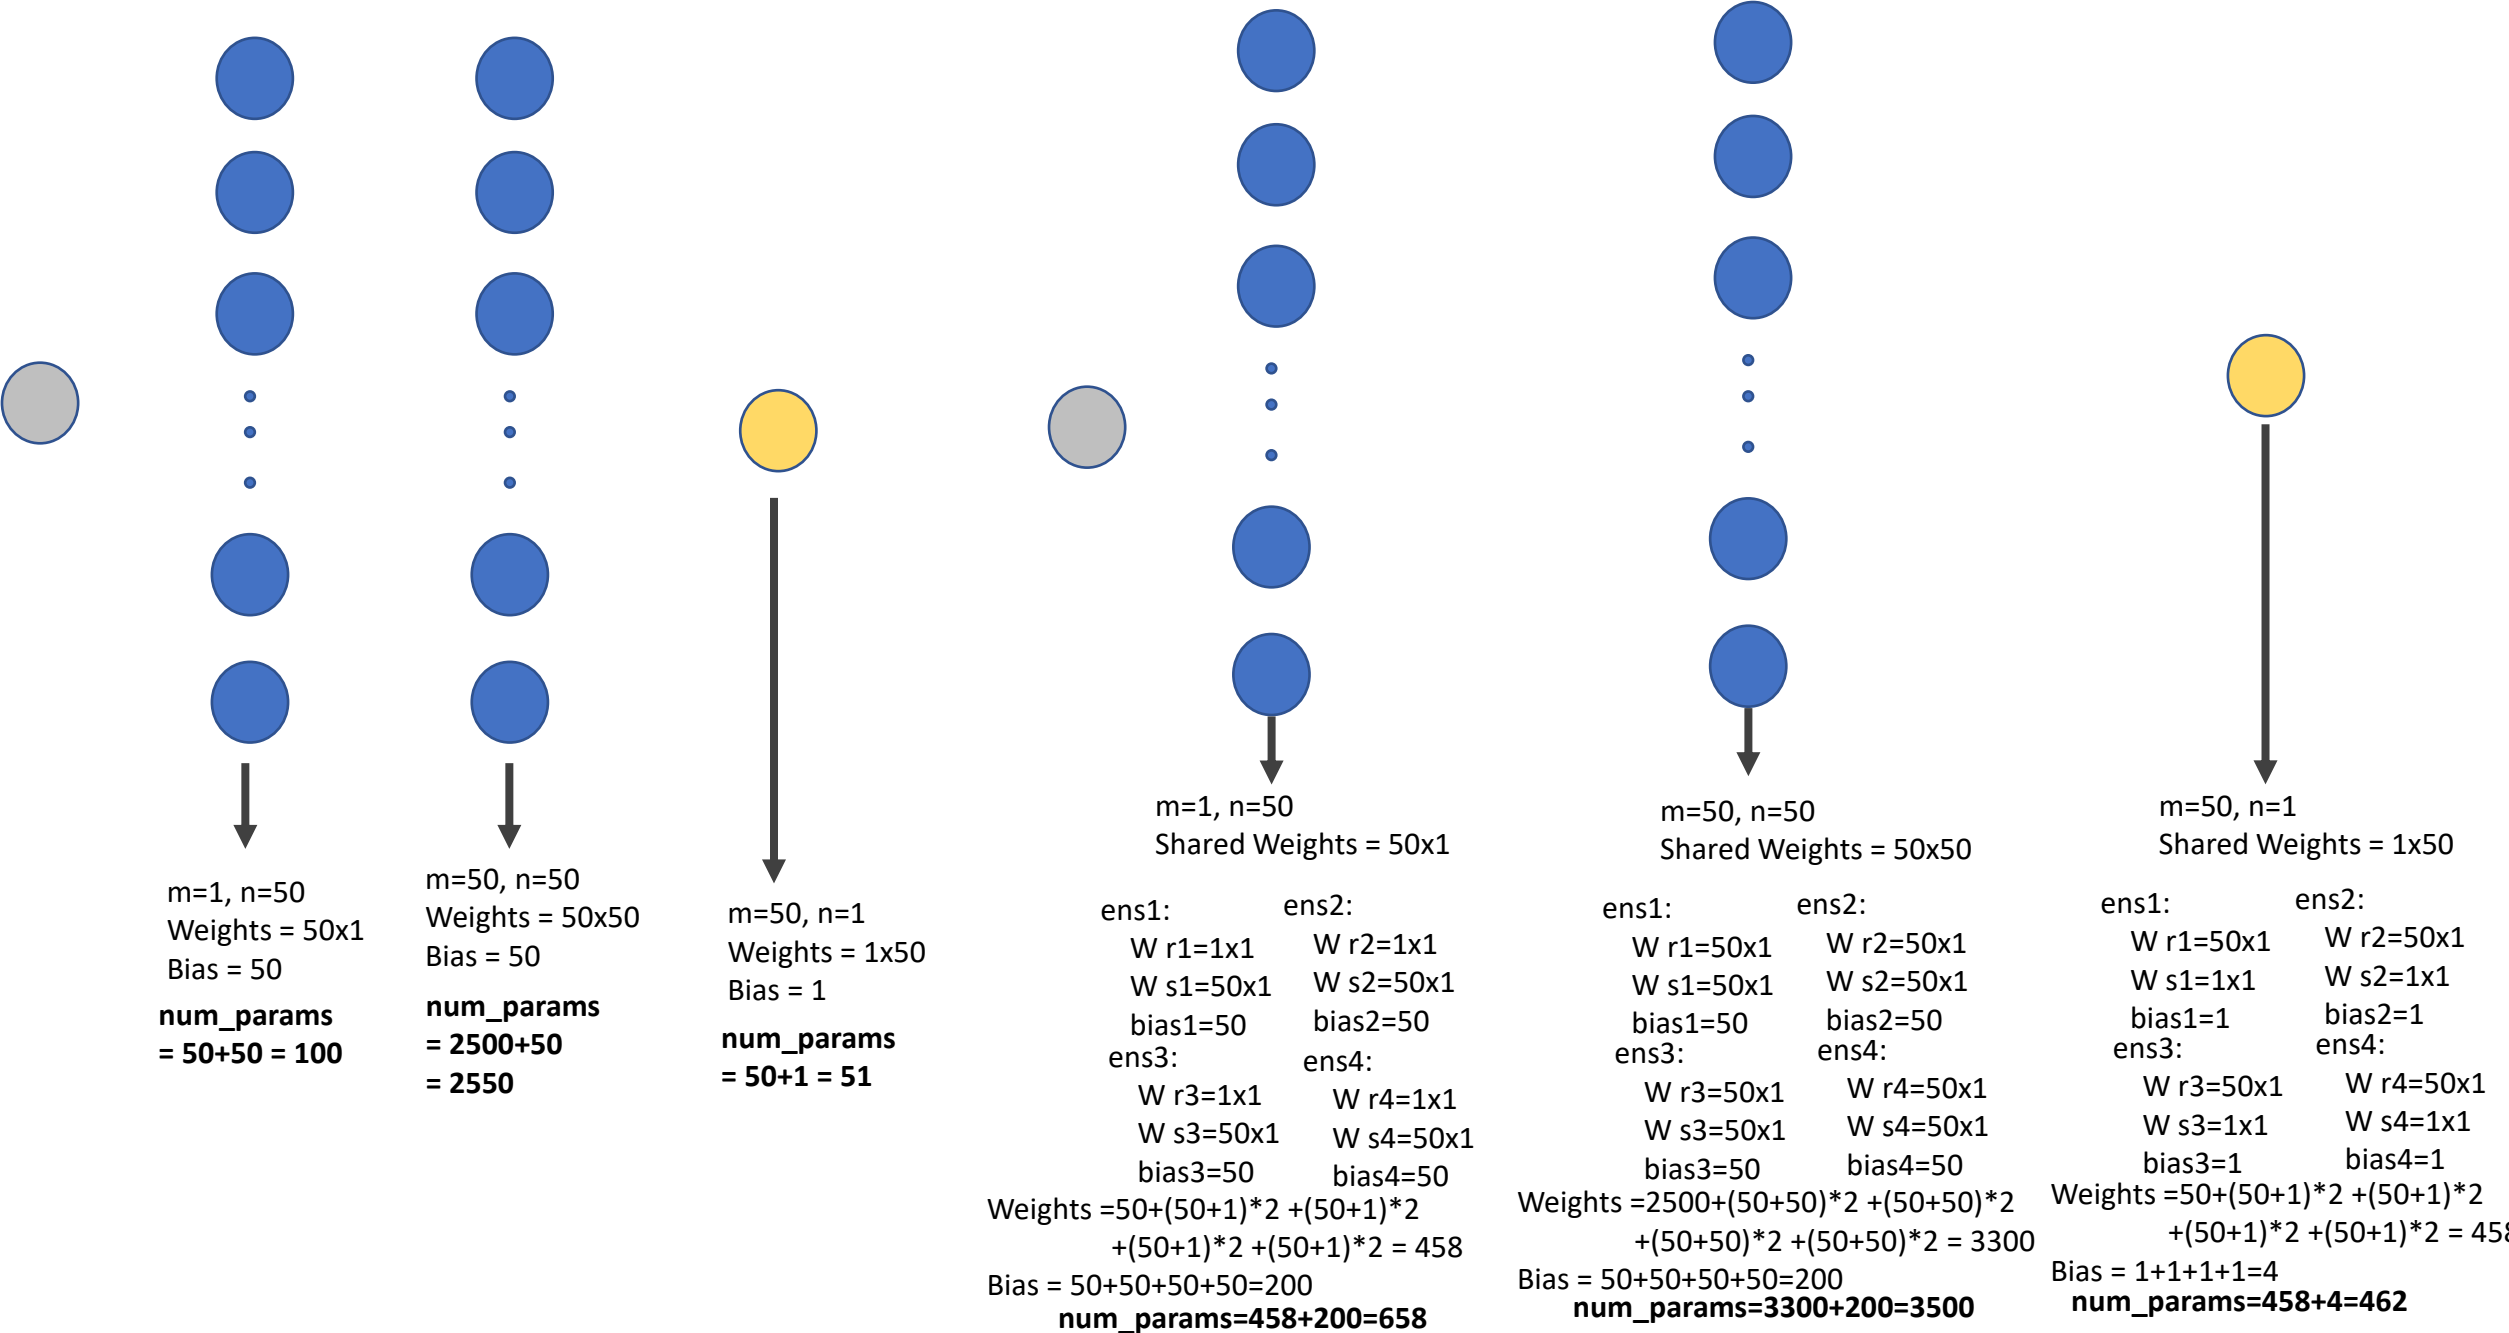 m=1, n=50
Weights = 50x1
Bias = 50
num_params
= 50+50 = 100
m=50, n=50
Weights = 50x50
Bias = 50
num_params
= 2500+50
= 2550
m=50, n=1
Weights = 1x50
Bias = 1
num_params
= 50+1 = 51
m=1, n=50
Shared Weights = 50x1
ens1:
W r1=1x1
W s1=50x1
bias1=50
ens2:
W r2=1x1
W s2=50x1
bias2=50
ens3:
W r3=1x1
W s3=50x1
bias3=50
ens4:
W r4=1x1
W s4=50x1
bias4=50
Weights =50+(50+1)*2 +(50+1)*2
+(50+1)*2 +(50+1)*2 = 458
Bias = 50+50+50+50=200
num_params=458+200=658
m=50, n=50
Shared Weights = 50x50
ens1:
W r1=50x1
W s1=50x1
bias1=50
ens2:
W r2=50x1
W s2=50x1
bias2=50
ens3:
W r3=50x1
W s3=50x1
bias3=50
ens4:
W r4=50x1
W s4=50x1
bias4=50
Weights =2500+(50+50)*2 +(50+50)*2
+(50+50)*2 +(50+50)*2 = 3300
Bias = 50+50+50+50=200
num_params=3300+200=3500
m=50, n=1
Shared Weights = 1x50
ens1:
W r1=50x1
W s1=1x1
bias1=1
ens2:
W r2=50x1
W s2=1x1
bias2=1
ens3:
W r3=50x1
W s3=1x1
bias3=1
ens4:
W r4=50x1
W s4=1x1
bias4=1
Weights =50+(50+1)*2 +(50+1)*2
+(50+1)*2 +(50+1)*2 = 458
Bias = 1+1+1+1=4
num_params=458+4=462